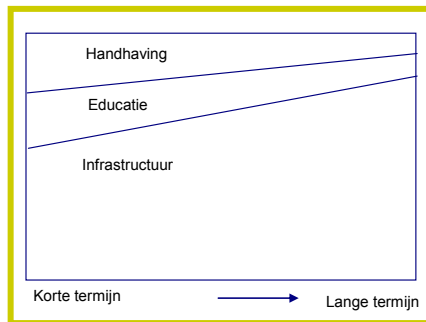 Handhaving
Educatie
Infrastructuur
Korte termijn
Lange termijn